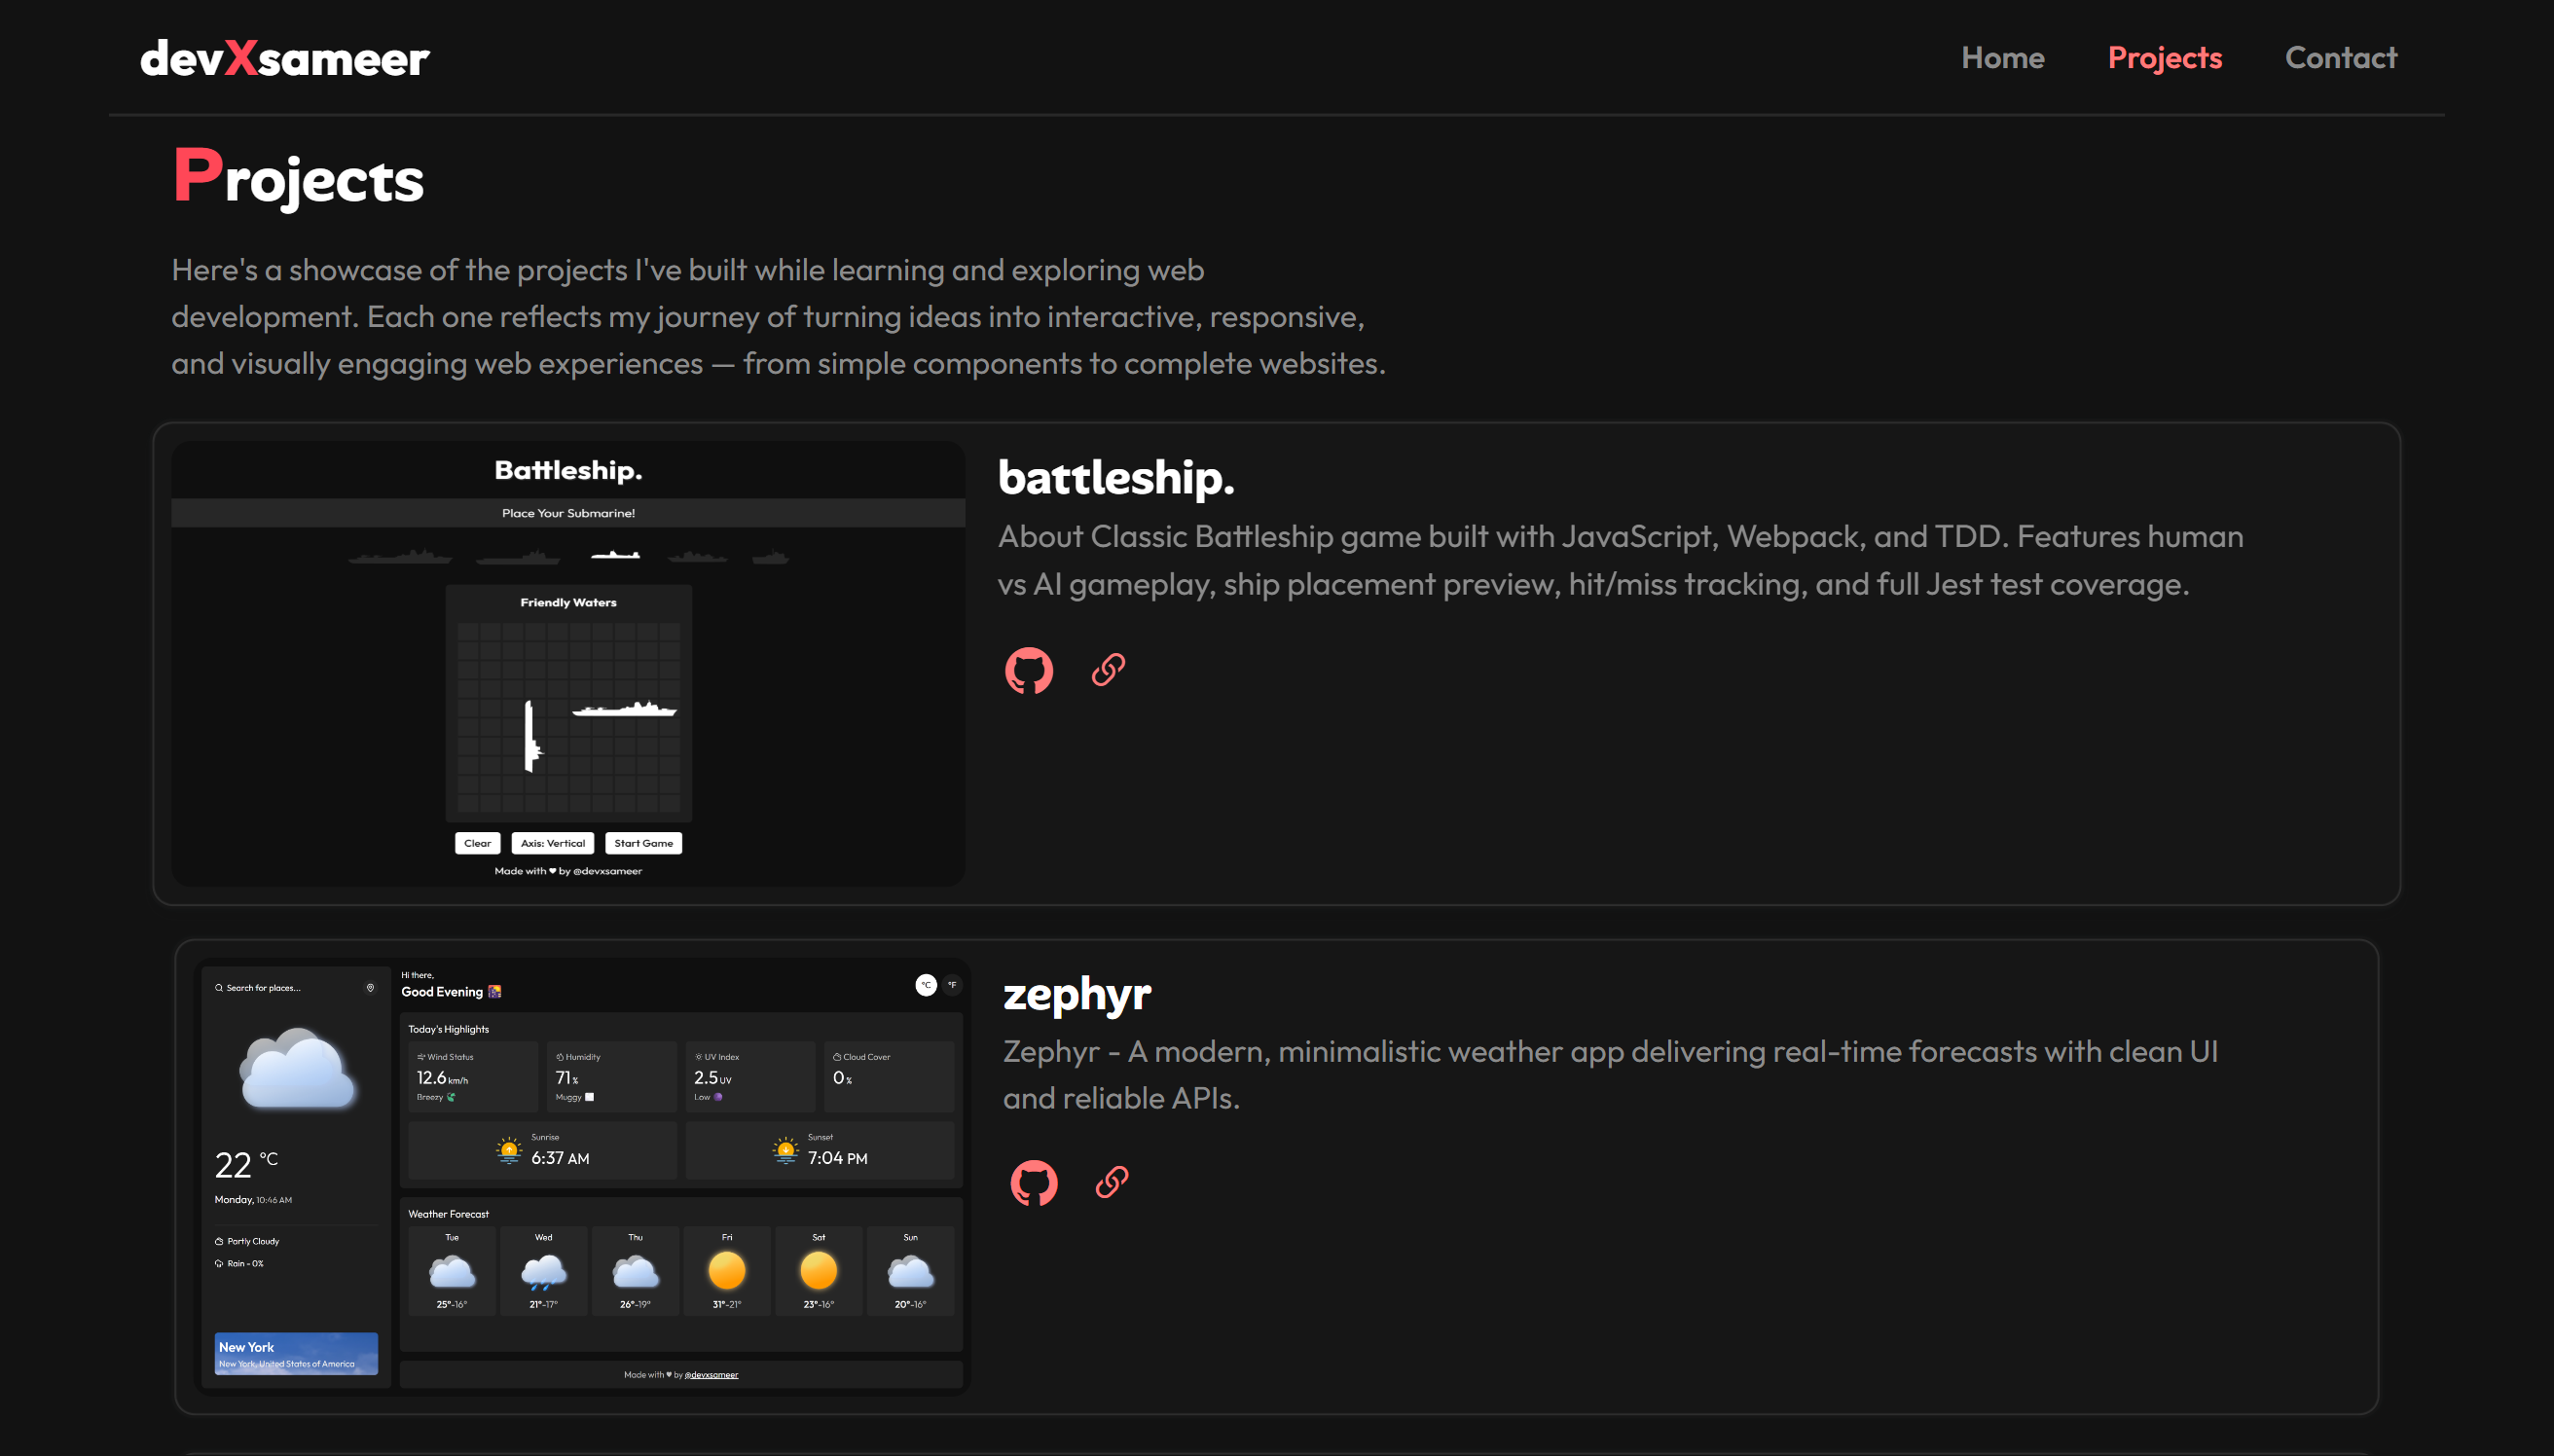 devXsameer
Home Projects Contact
Projects
Here's a showcase of the projects I've built while learning and exploring web
development. Each one reflects my journey of turning ideas into interactive, responsive,
and visually engaging web experiences — from simple components to complete websites.
Battleship.
Place Your Submarine!
Friendly Waters
Clear Axis: Vertical Start Game
Made with ♥ by @devxsameer
battleship.
About Classic Battleship game built with JavaScript, Webpack, and TDD. Features human
vs AI gameplay, ship placement preview, hit/miss tracking, and full Jest test coverage.
Search for places...
22 °C
Monday, 10:46 AM
Partly Cloudy
Rain - 0%
New York
New York, United States of America
Hi there,
Good Evening
°C °F
Today's Highlights
Wind Status
12.6 km/h
Breezy
Humidity
71 %
Muggy
UV Index
2.5 UV
Low
Cloud Cover
0 %
Sunrise
6:37 AM
Sunset
7:04 PM
Weather Forecast
Tue Wed Thu Fri Sat Sun
25°-16° 21°-17° 26°-19° 31°-21° 23°-16° 20°-16°
Made with ♥ by @devxsameer
zephyr
Zephyr - A modern, minimalistic weather app delivering real-time forecasts with clean UI
and reliable APIs.